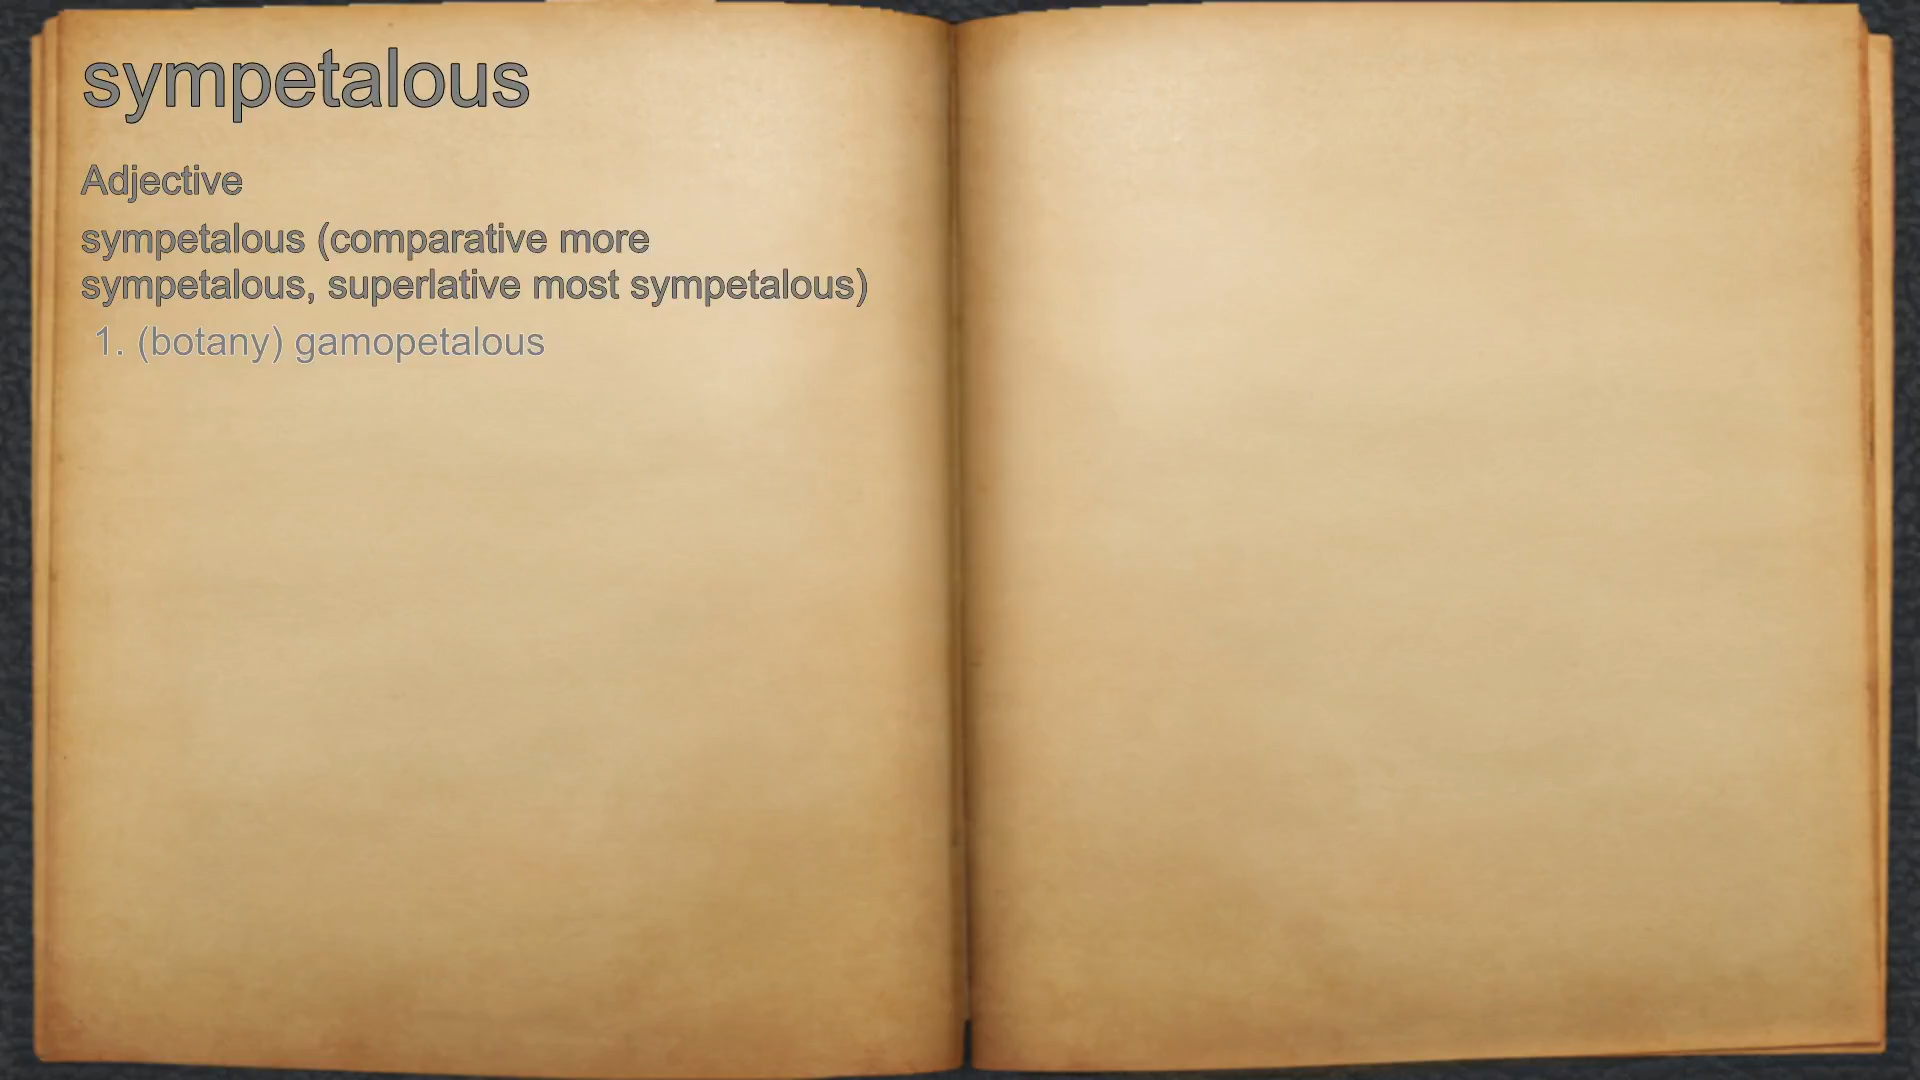 sympetalous
Adjective
sympetalous (comparative more
sympetalous, superlative most sympetalous)
1. (botany) gamopetalous